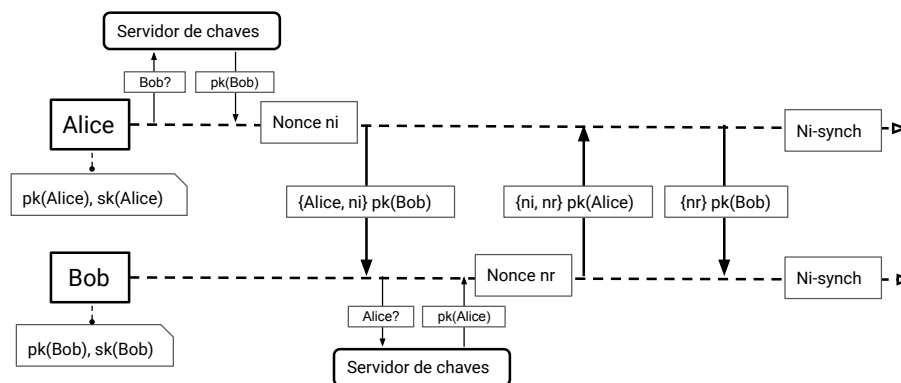 Servidor de chaves
Bob?
pk(Bob)
Alice
Nonce ni
Ni-synch
pk(Alice), sk(Alice)
{Alice, ni} pk(Bob)
{ni, nr} pk(Alice)
{nr} pk(Bob)
Bob
Nonce nr
Ni-synch
Alice?
pk(Alice)
pk(Bob), sk(Bob)
Servidor de chaves